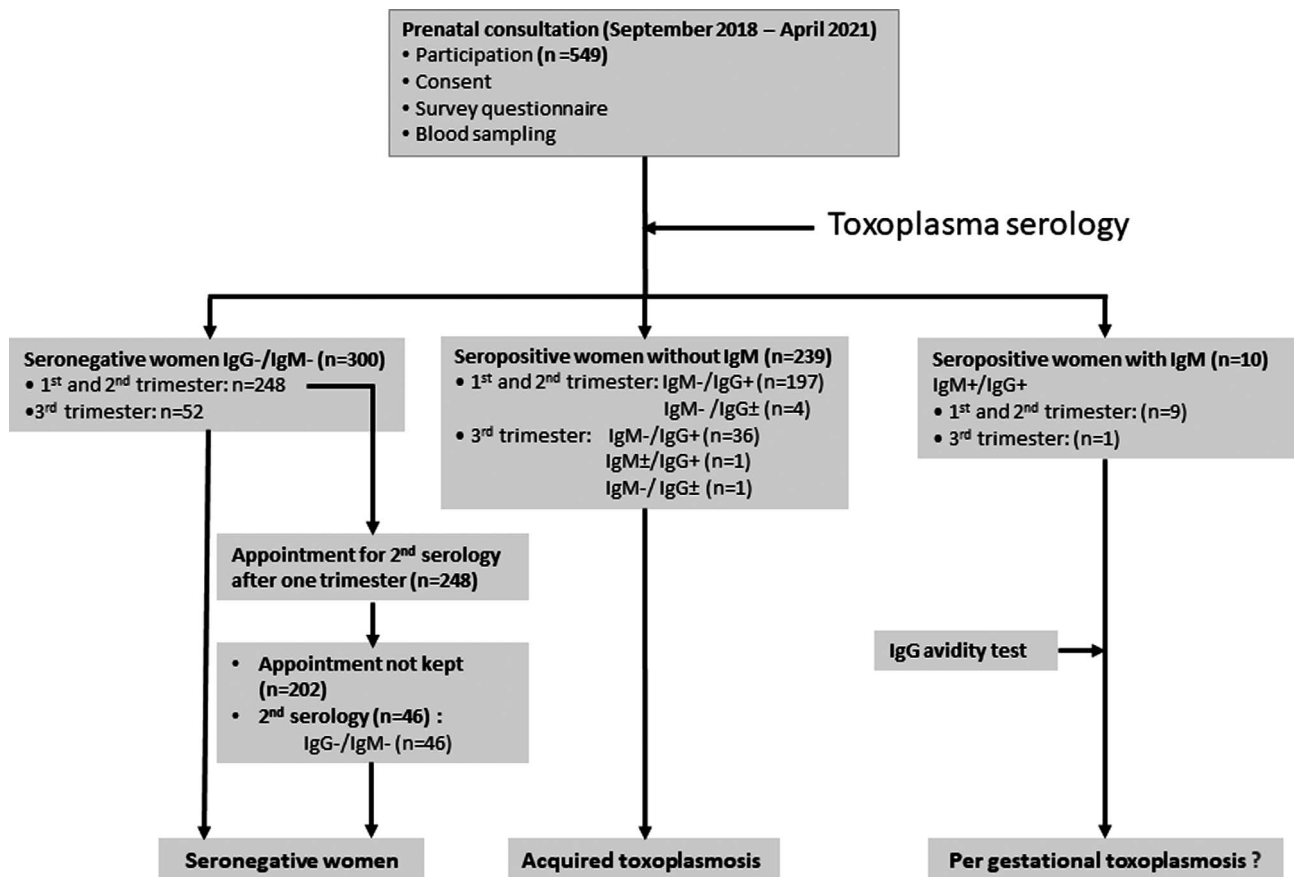 Prenatal consultation (September 2018 – April 2021)
• Participation (n =549)
• Consent
• Survey questionnaire
• Blood sampling
Toxoplasma serology
Seronegative women IgG-/IgM- (n=300)
• 1st and 2nd trimester: n=248
•3rd trimester: n=52
Appointment for 2nd serology
after one trimester (n=248)
• Appointment not kept
(n=202)
• 2nd serology (n=46) :
IgG-/IgM- (n=46)
Seronegative women
Seropositive women without IgM (n=239)
• 1st and 2nd trimester: IgM-/IgG+ (n=197)
IgM- /IgG± (n=4)
• 3rd trimester: IgM-/IgG+ (n=36)
IgM±/IgG+ (n=1)
IgM-/ IgG± (n=1)
Acquired toxoplasmosis
Seropositive women with IgM (n=10)
IgM+/IgG+
• 1st and 2nd trimester: (n=9)
• 3rd trimester: (n=1)
IgG avidity test
Per gestational toxoplasmosis ?